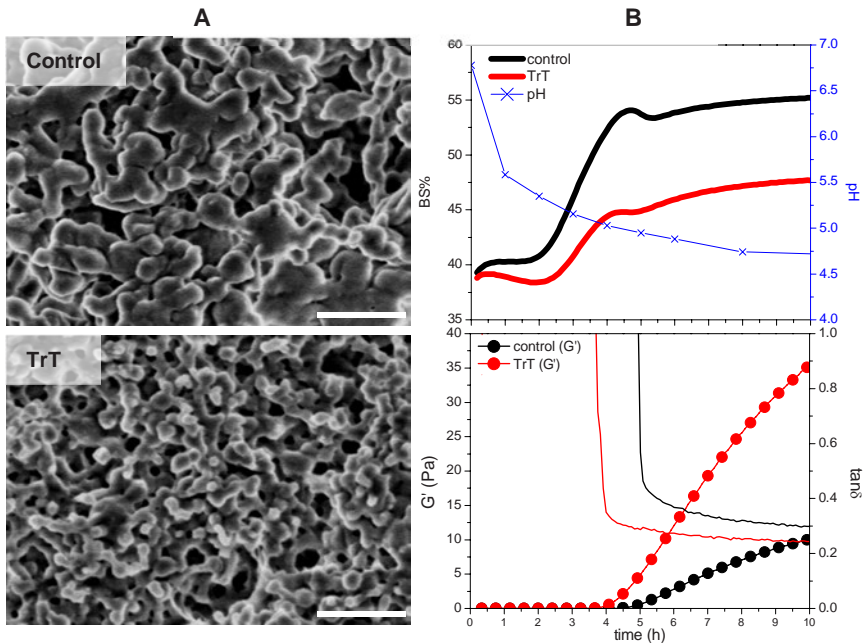 A
B
Control
TrT
60
55
50
45
40
35
BS%
control
TrT
pH
7.0
6.5
6.0
5.5
5.0
4.5
4.0
pH
40
35
30
25
20
15
10
5
0
G' (Pa)
control (G')
TrT (G')
1.0
0.8
0.6
0.4
0.2
0.0
tanδ
0 1 2 3 4 5 6 7 8 9 10
time (h)